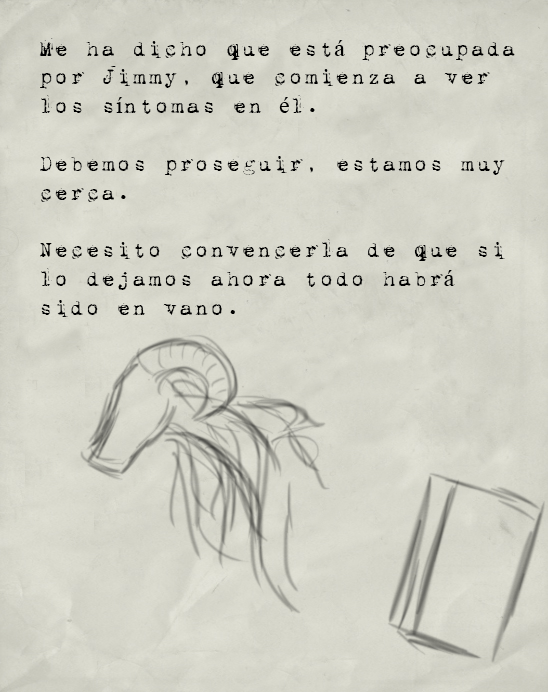 Me ha dicho que está preocupada
por Jimmy, que comienza a ver
los síntomas en él.
Debemos proseguir, estamos muy
cerca.
Necesito convencerla de que si
lo dejamos ahora todo habrá
sido en vano.